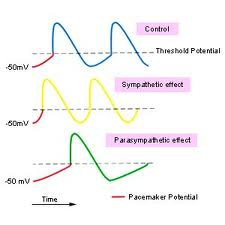 Control
Threshold Potential
-50mV
Sympathetic effect
-50mV
Parasympathetic effect
-50 mV
Time
Pacemaker Potential